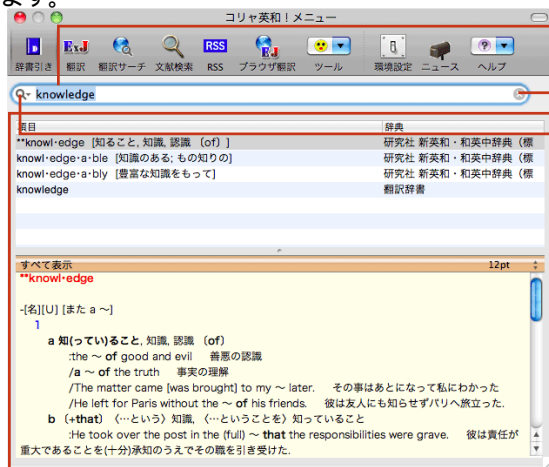 ます。
コリャ英和！メニュー
ExJ RSS ExJ ?
辞書引き 翻訳 翻訳サーチ 文献検索 RSS ブラウザ翻訳 ツール 環境設定 ニュース ヘルプ
knowledge
項目 辞典
**knowl·edge [知ること, 知識, 認識 〔of〕] 研究社 新英和・和英中辞典（標
knowl·edge·a·ble [知識のある; もの知りの] 研究社 新英和・和英中辞典（標
knowl·edge·a·bly [豊富な知識をもって] 研究社 新英和・和英中辞典（標
knowledge 翻訳辞書
すべて表示 12pt
**knowl·edge
-[名][U] [また a ～]
1
a 知(ってい)ること, 知識, 認識 〔of〕
:the ～ of good and evil 善悪の認識
/a ～ of the truth 事実の理解
/The matter came [was brought] to my ～ later. その事はあとになって私にわかった
/He left for Paris without the ～ of his friends. 彼は友人にも知らせずパリへ旅立った.
b 〔+that〕〈…という〉知識,〈…ということを〉知っていること
:He took over the post in the (full) ～ that the responsibilities were grave. 彼は責任が
重大であることを(十分)承知のうえでその職を引き受けた.